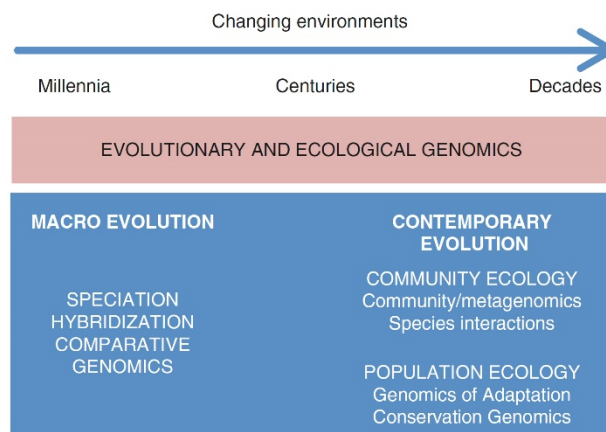 Changing environments
Millennia Centuries Decades
EVOLUTIONARY AND ECOLOGICAL GENOMICS
MACRO EVOLUTION
SPECIATION
HYBRIDIZATION
COMPARATIVE
GENOMICS
CONTEMPORARY
EVOLUTION
COMMUNITY ECOLOGY
Community/metagenomics
Species interactions
POPULATION ECOLOGY
Genomics of Adaptation
Conservation Genomics